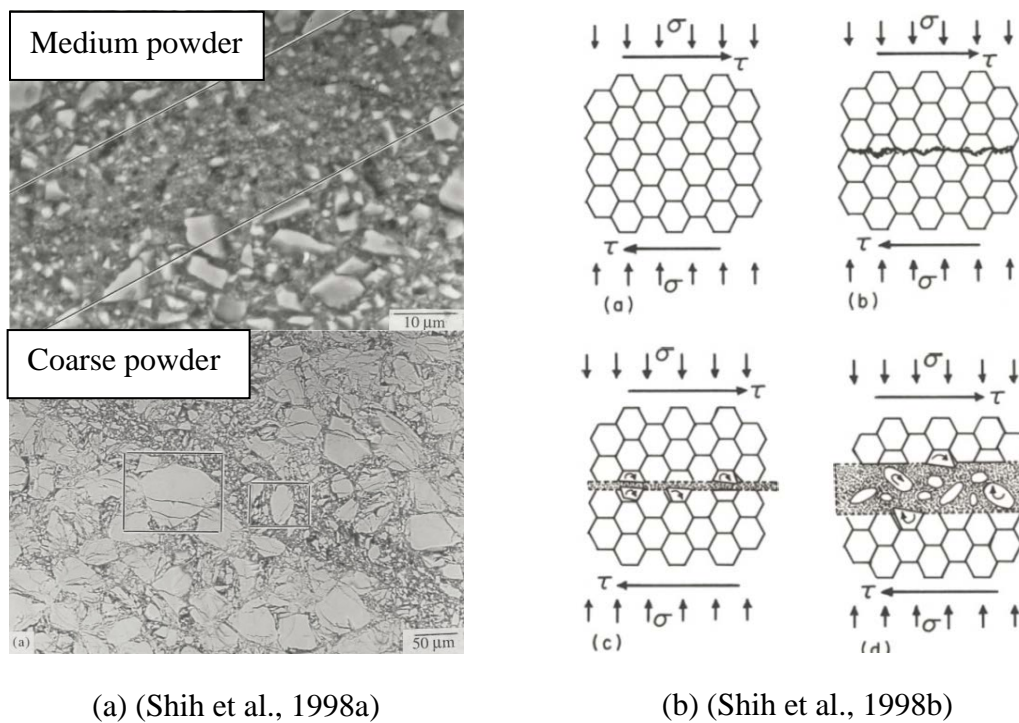 Medium powder
10 μm
Coarse powder
(a)
50 μm
σ
τ
τ
σ
(a)
σ
τ
τ
σ
(b)
σ
τ
τ
σ
(c)
σ
τ
τ
σ
(d)
(a) (Shih et al., 1998a)
(b) (Shih et al., 1998b)